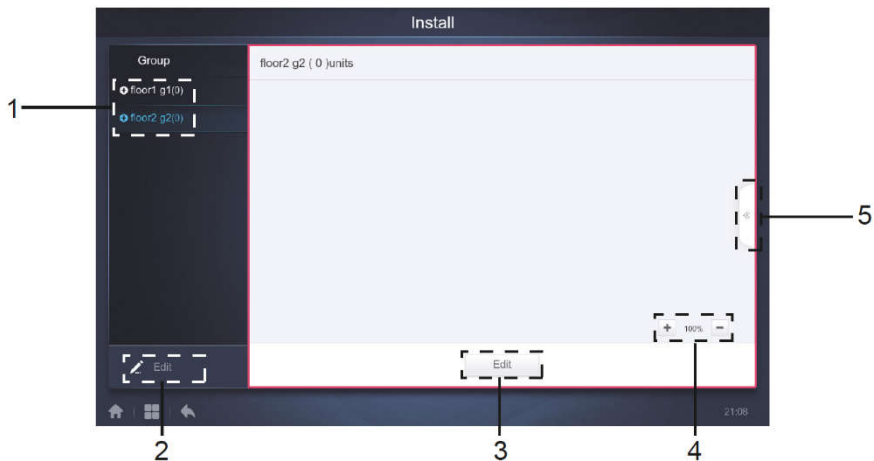 Install
Group
floor2 g2 ( 0 )units
floor1 g1(0)
floor2 g2(0)
1
5
+ 100% −
Edit
Edit
21:08
2
3
4